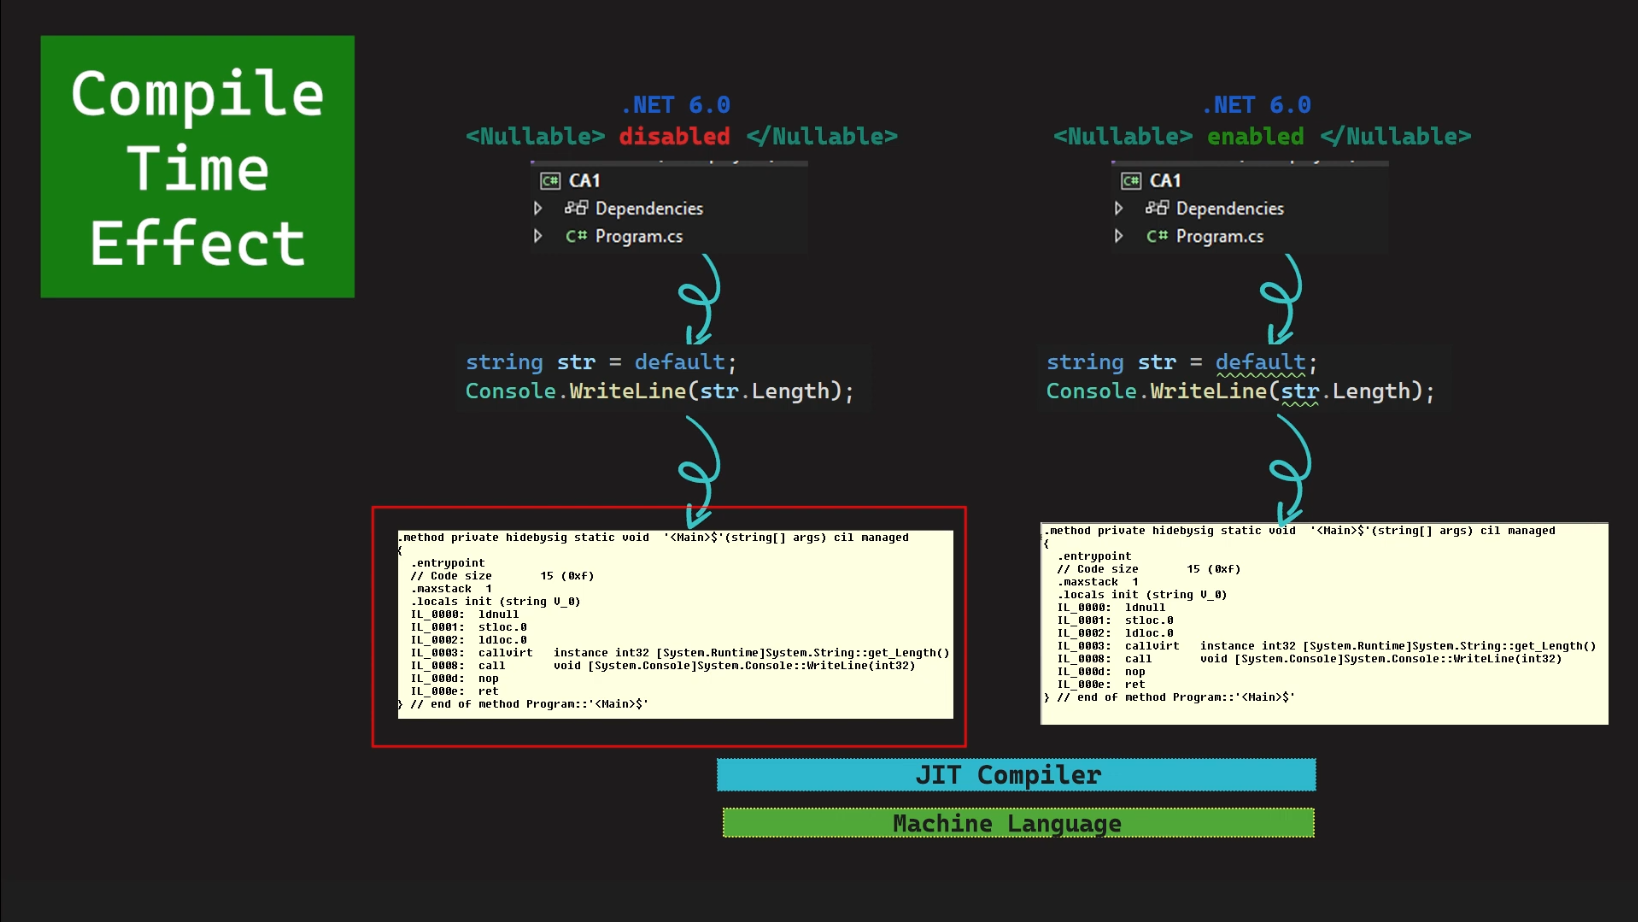 Compile
Time
Effect
.NET 6.0
<Nullable> disabled </Nullable>
C# CA1
Dependencies
C# Program.cs
string str = default;
Console.WriteLine(str.Length);
.method private hidebysig static void  '<Main>$'(string[] args) cil managed
{
.entrypoint
// Code size       15 (0xf)
.maxstack  1
.locals init (string V_0)
IL_0000:  ldnull
IL_0001:  stloc.0
IL_0002:  ldloc.0
IL_0003:  callvirt   instance int32 [System.Runtime]System.String::get_Length()
IL_0008:  call       void [System.Console]System.Console::WriteLine(int32)
IL_000d:  nop
IL_000e:  ret
} // end of method Program::'<Main>$'
.NET 6.0
<Nullable> enabled </Nullable>
C# CA1
Dependencies
C# Program.cs
string str = default;
Console.WriteLine(str.Length);
.method private hidebysig static void  '<Main>$'(string[] args) cil managed
{
.entrypoint
// Code size       15 (0xf)
.maxstack  1
.locals init (string V_0)
IL_0000:  ldnull
IL_0001:  stloc.0
IL_0002:  ldloc.0
IL_0003:  callvirt   instance int32 [System.Runtime]System.String::get_Length()
IL_0008:  call       void [System.Console]System.Console::WriteLine(int32)
IL_000d:  nop
IL_000e:  ret
} // end of method Program::'<Main>$'
JIT Compiler
Machine Language